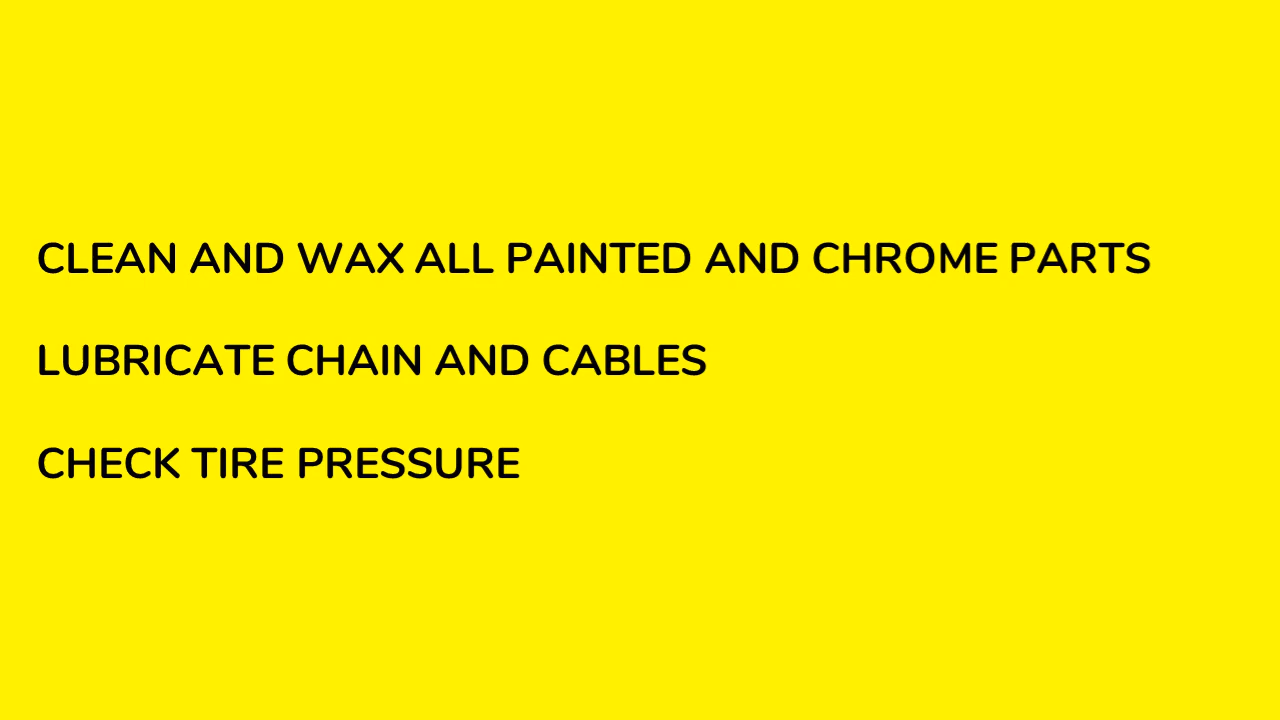 CLEAN AND WAX ALL PAINTED AND CHROME PARTS
LUBRICATE CHAIN AND CABLES
CHECK TIRE PRESSURE